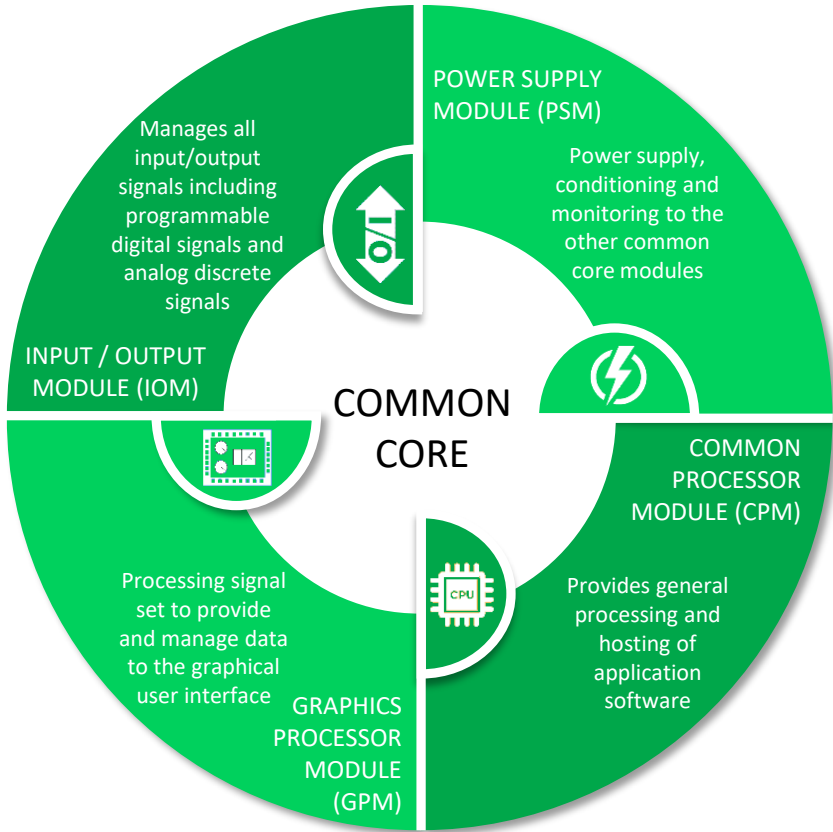 POWER SUPPLY
MODULE (PSM)
Power supply,
conditioning and
monitoring to the
other common
core modules
COMMON
PROCESSOR
MODULE (CPM)
CPU
Provides general
processing and
hosting of
application
software
Processing signal
set to provide
and manage data
to the graphical
user interface
GRAPHICS
PROCESSOR
MODULE
(GPM)
Manages all
input/output
signals including
programmable
digital signals and
analog discrete
signals
I/O
INPUT / OUTPUT
MODULE (IOM)
COMMON
CORE